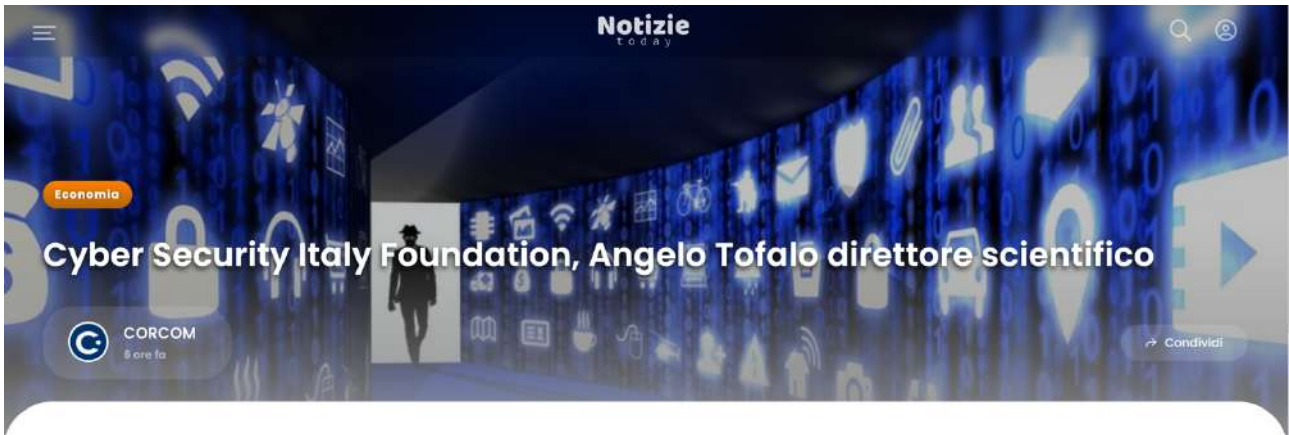 Notizie
today
Economia
Cyber Security Italy Foundation, Angelo Tofalo direttore scientifico
CORCOM
6 ore fa
Condividi